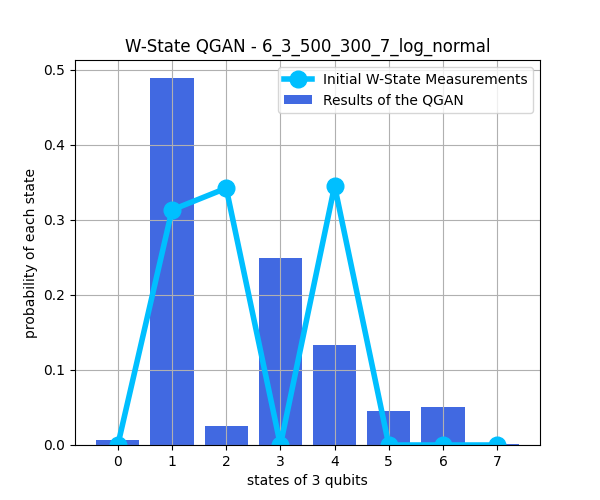 W-State QGAN - 6_3_500_300_7_log_normal
Initial W-State Measurements
Results of the QGAN
probability of each state
0.5
0.4
0.3
0.2
0.1
0.0
0 1 2 3 4 5 6 7
states of 3 qubits